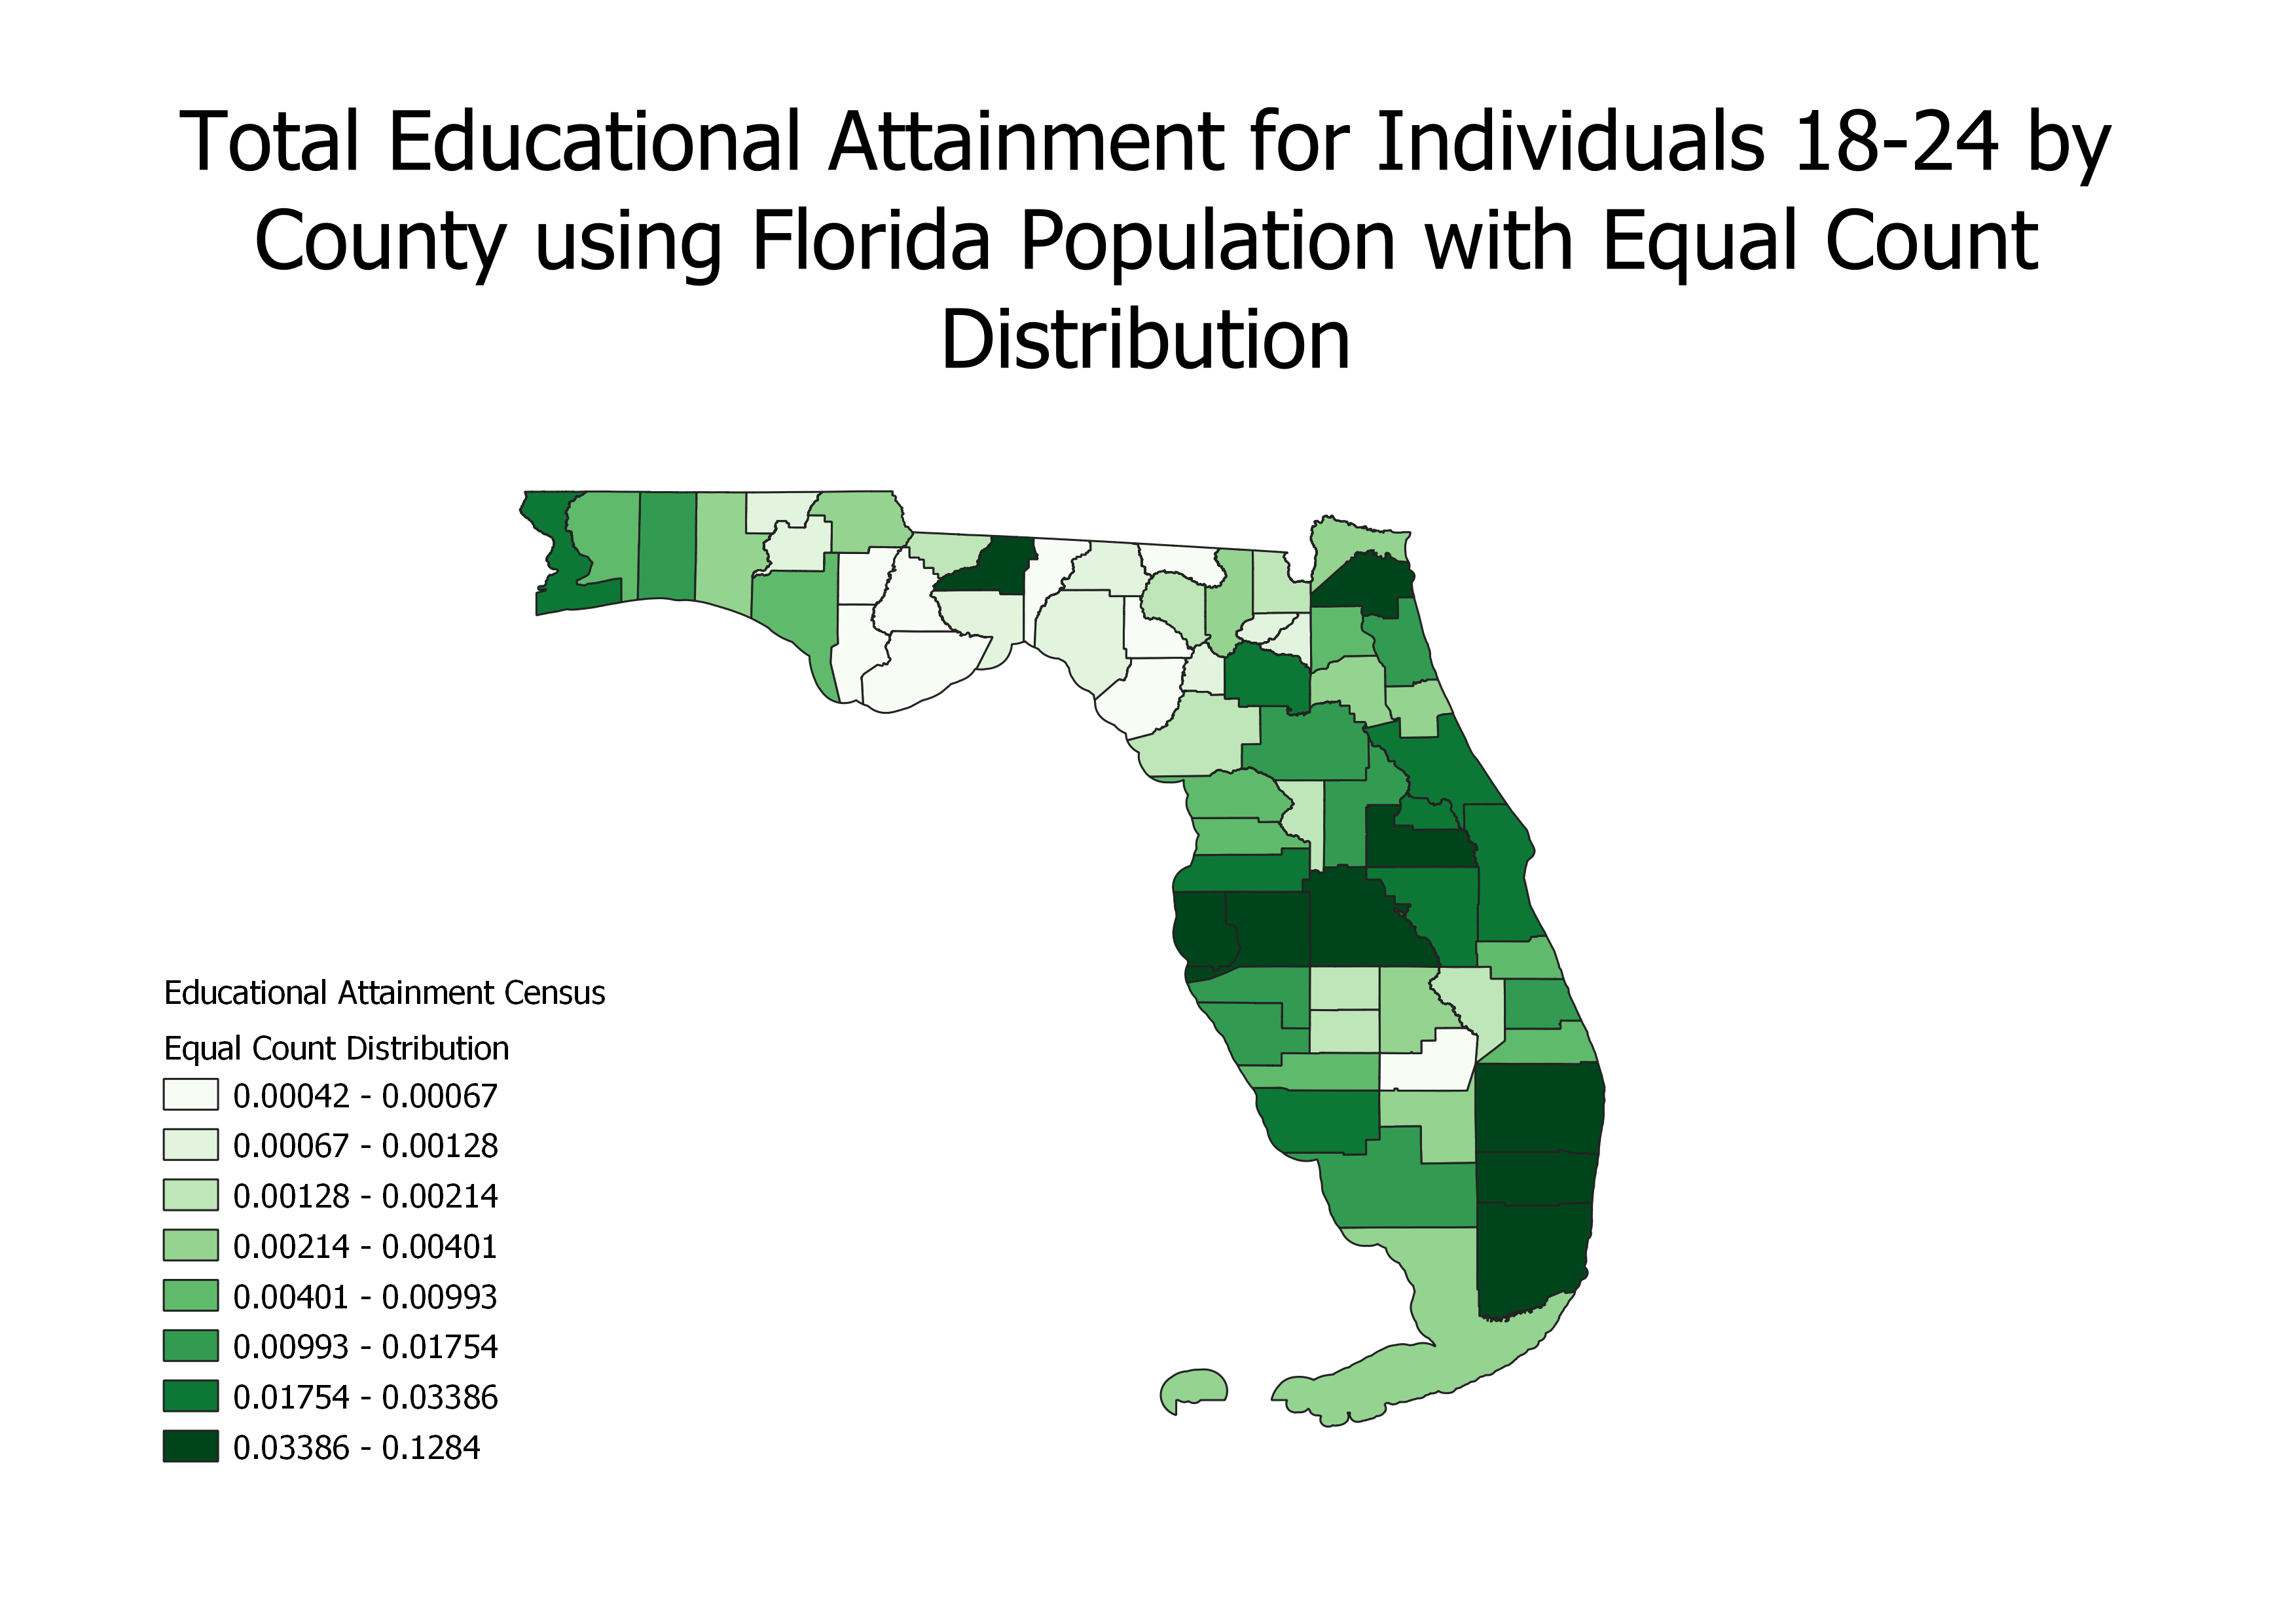 Total Educational Attainment for Individuals 18-24 by
County using Florida Population with Equal Count
Distribution
Educational Attainment Census
Equal Count Distribution
0.00042 - 0.00067
0.00067 - 0.00128
0.00128 - 0.00214
0.00214 - 0.00401
0.00401 - 0.00993
0.00993 - 0.01754
0.01754 - 0.03386
0.03386 - 0.1284